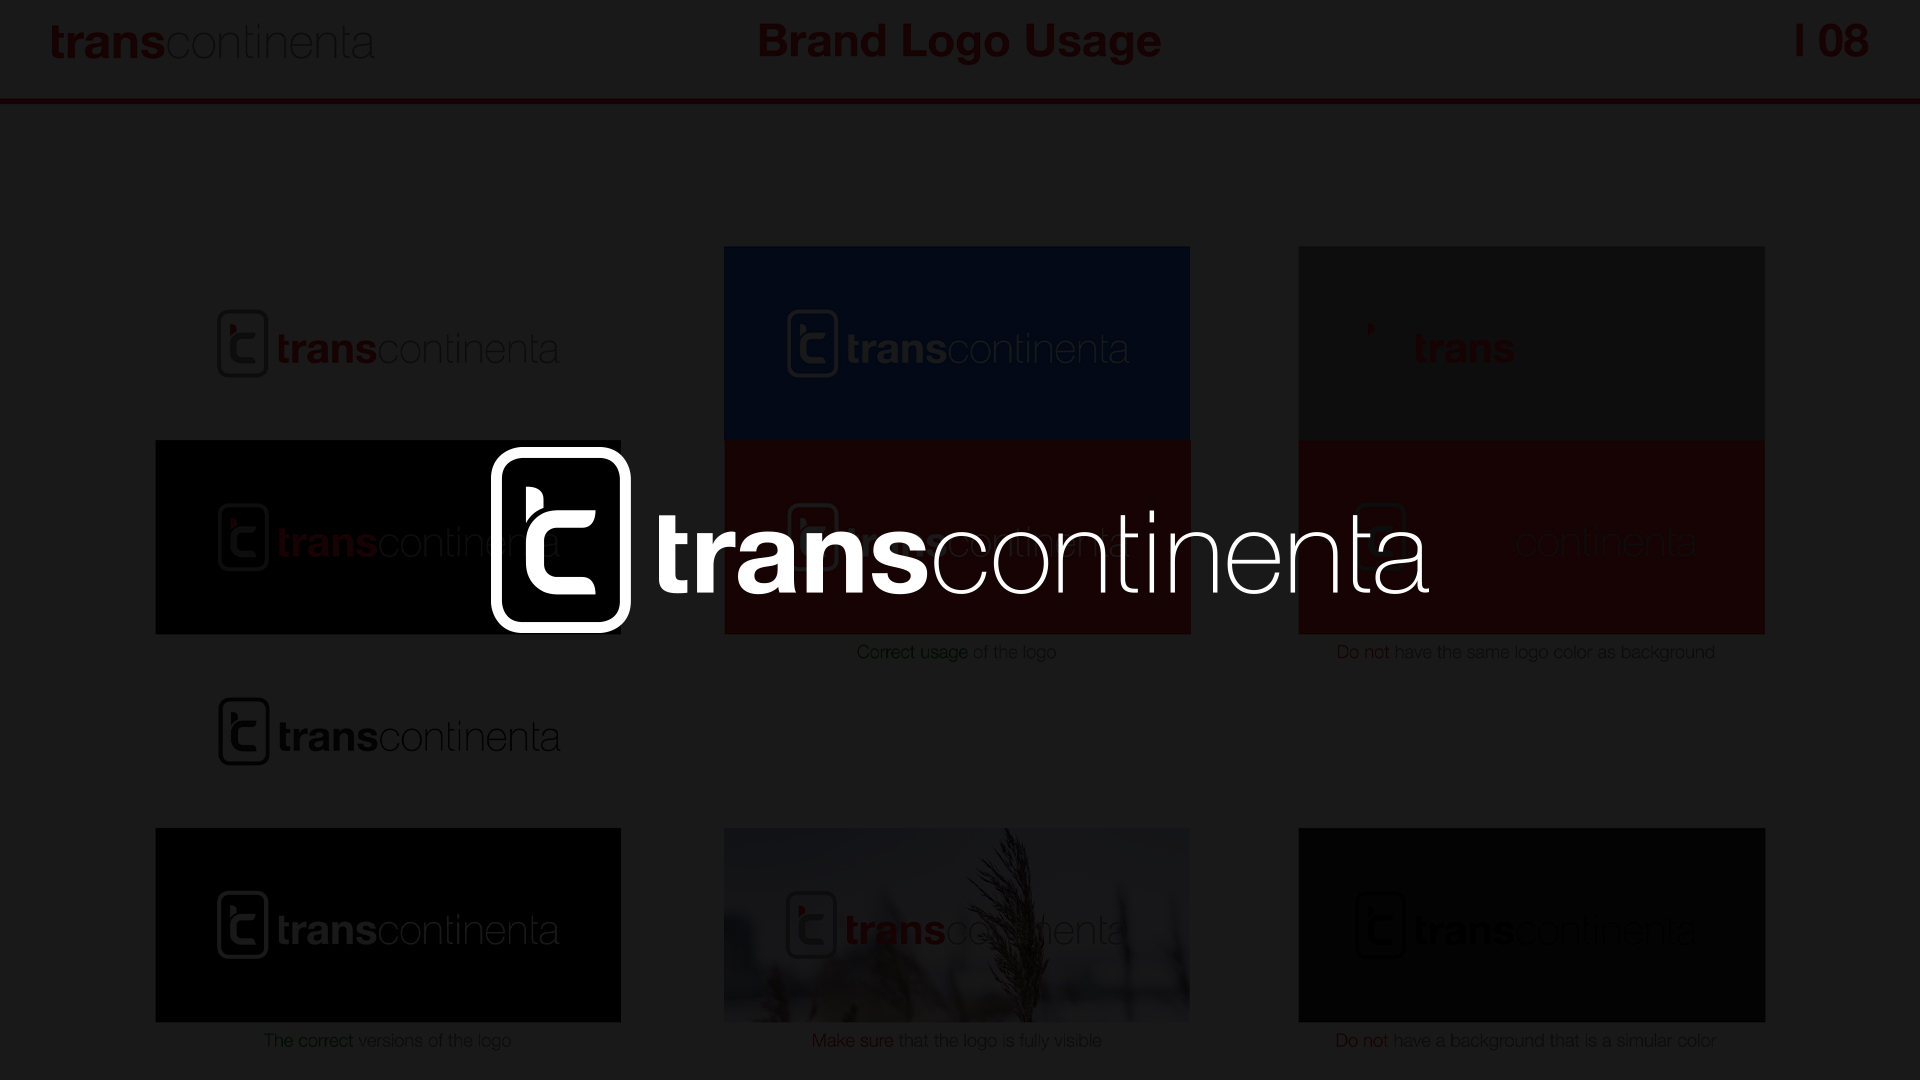 transcontinenta
Brand Logo Usage
| 08
transcontinenta
transcontinenta
trans
transcontinenta
transcontinenta
continenta
transcontinenta
Correct usage of the logo
Do not have the same logo color as background
transcontinenta
transcontinenta
transcontinenta
transcontinenta
The correct versions of the logo
Make sure that the logo is fully visible
Do not have a background that is a simular color